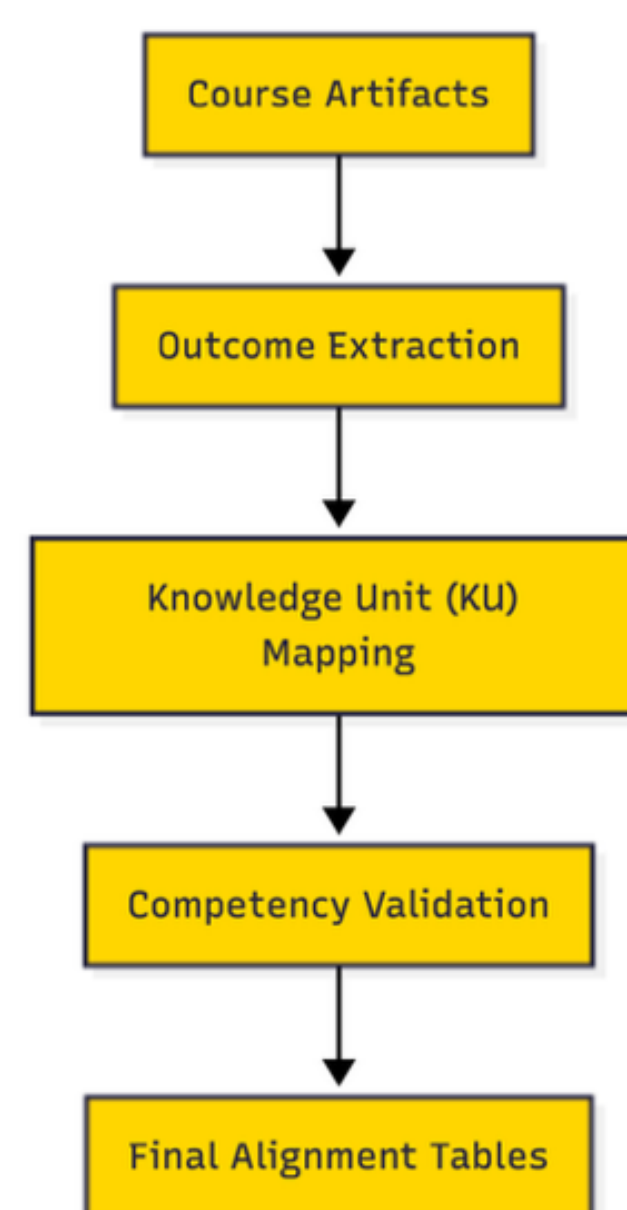 Course Artifacts
Outcome Extraction
Knowledge Unit (KU)
Mapping
Competency Validation
Final Alignment Tables